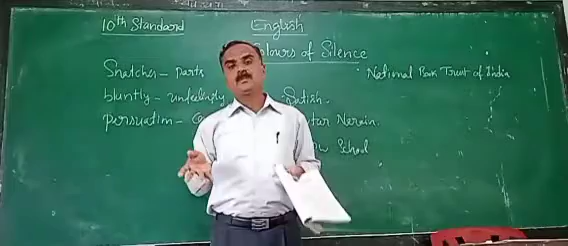 10th Standard English
Colours of Silence
Snatches - parts National Book Trust of India
bluntly - unfeelingly Satish.
persuation - Avtar Narain.
School